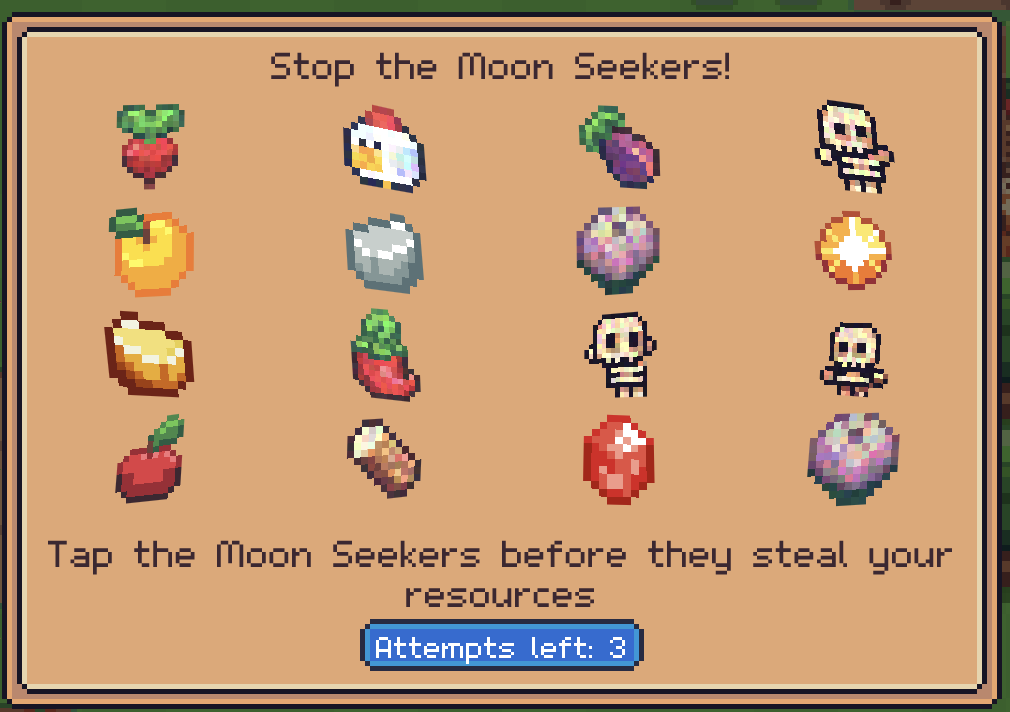 Stop the Moon Seekers!
Tap the Moon Seekers before they steal your
resources
Attempts left: 3